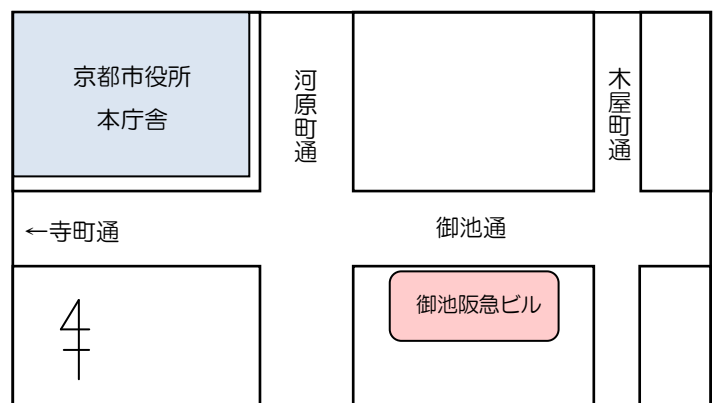 京都市役所
本庁舎
河原町通
木屋町通
←寺町通
御池通
御池阪急ビル